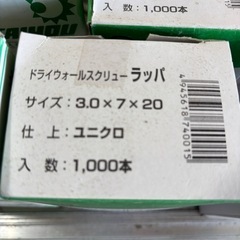 入 数：1,000本
ドライウォールスクリューラッパ
サイズ：3.0×7×20
仕 上：ユニクロ
入 数：1,000本
4945618740015